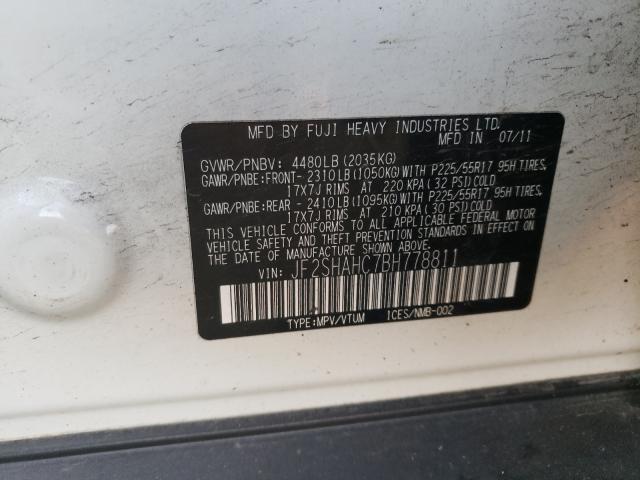 MFD BY FUJI HEAVY INDUSTRIES LTD.
MFD IN 07/11
GVWR/PNBV: 4480LB(2035KG)
GAWR/PNBE:FRONT- 2310LB(1050KG)WITH P225/55R17 95H TIRES,
17X7J RIMS AT 220 KPA(32 PSI)COLD
GAWR/PNBE:REAR - 2410LB(1095KG)WITH P225/55R17 95H TIRES,
17X7J RIMS AT 210 KPA(30 PSI)COLD
THIS VEHICLE CONFORMS TO ALL APPLICABLE FEDERAL MOTOR
VEHICLE SAFETY AND THEFT PREVENTION STANDARDS IN EFFECT ON
THE DATE OF MANUFACTURE SHOWN ABOVE.
VIN: JF2SHAHC7BH778811
TYPE:MPV/VTUM ICES/NMB-002